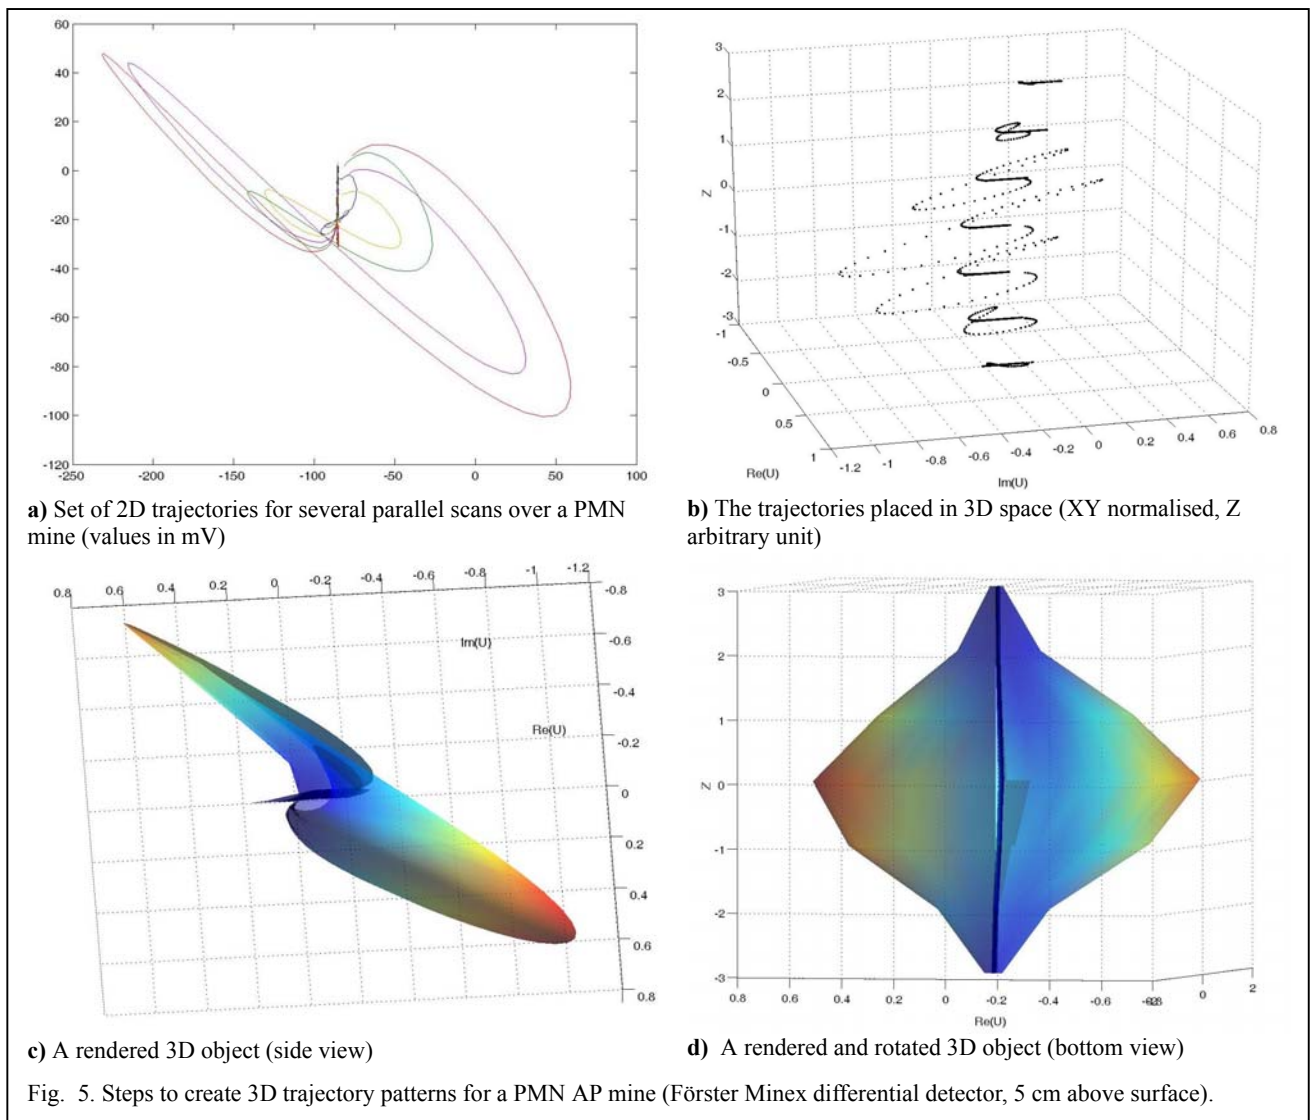 60
40
20
0
-20
-40
-60
-80
-100
-120
-250 -200 -150 -100 -50 0 50 100
a) Set of 2D trajectories for several parallel scans over a PMN
mine (values in mV)
3
2
1
0
-1
-2
-3
Z
-1
-0.5
0
0.5
1
Re(U)
-1.2 -1 -0.8 -0.6 -0.4 -0.2 0 0.2 0.4 0.6 0.8
Im(U)
b) The trajectories placed in 3D space (XY normalised, Z
arbitrary unit)
0.8 0.6 0.4 0.2 0 -0.2 -0.4 -0.6 -0.8 -1 -1.2
-0.8
-0.6
-0.4
-0.2
0
0.2
0.4
0.6
0.8
Im(U)
Re(U)
c) A rendered 3D object (side view)
3
2
1
0
-1
-2
-3
Z
0.8 0.6 0.4 0.2 0 -0.2 -0.4 -0.6 0 2
Re(U)
d) A rendered and rotated 3D object (bottom view)
Fig. 5. Steps to create 3D trajectory patterns for a PMN AP mine (Förster Minex differential detector, 5 cm above surface).